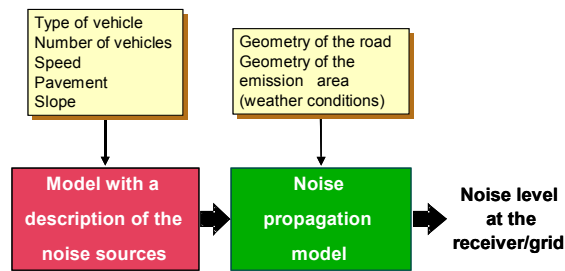 Type of vehicle
Number of vehicles
Speed
Pavement
Slope
Geometry of the road
Geometry of the
emission area
(weather conditions)
Model with a
description of the
noise sources
Noise
propagation
model
Noise level
at the
receiver/grid